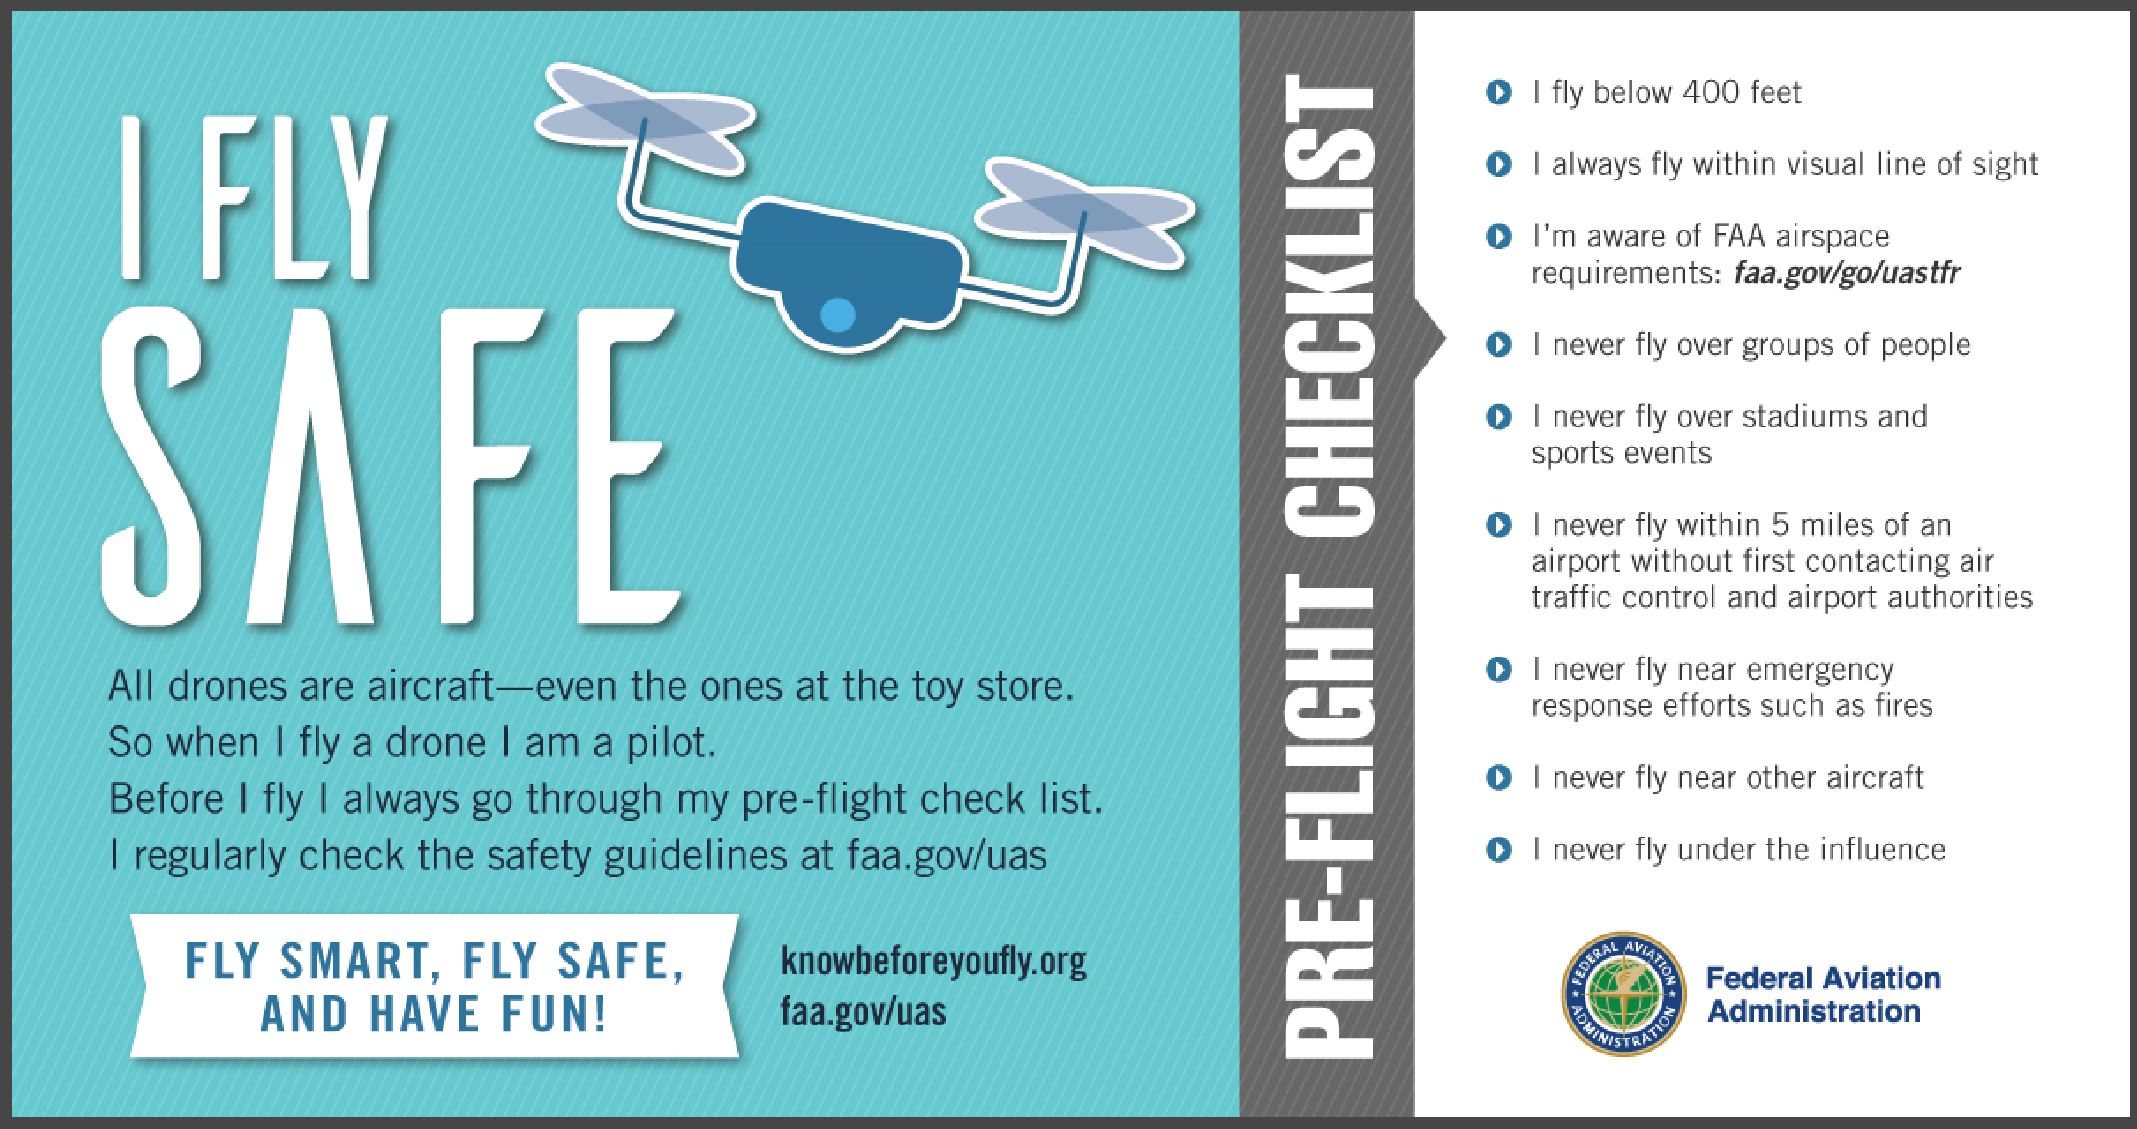 I FLY
SAFE
All drones are aircraft—even the ones at the toy store.
So when I fly a drone I am a pilot.
Before I fly I always go through my pre-flight check list.
I regularly check the safety guidelines at faa.gov/uas
FLY SMART, FLY SAFE,
AND HAVE FUN!
knowbeforeyoufly.org
faa.gov/uas
PRE-FLIGHT CHECKLIST
I fly below 400 feet
I always fly within visual line of sight
I'm aware of FAA airspace
requirements: faa.gov/go/uastfr
I never fly over groups of people
I never fly over stadiums and
sports events
I never fly within 5 miles of an
airport without first contacting air
traffic control and airport authorities
I never fly near emergency
response efforts such as fires
I never fly near other aircraft
I never fly under the influence
FEDERAL AVIATION
ADMINISTRATION
Federal Aviation
Administration